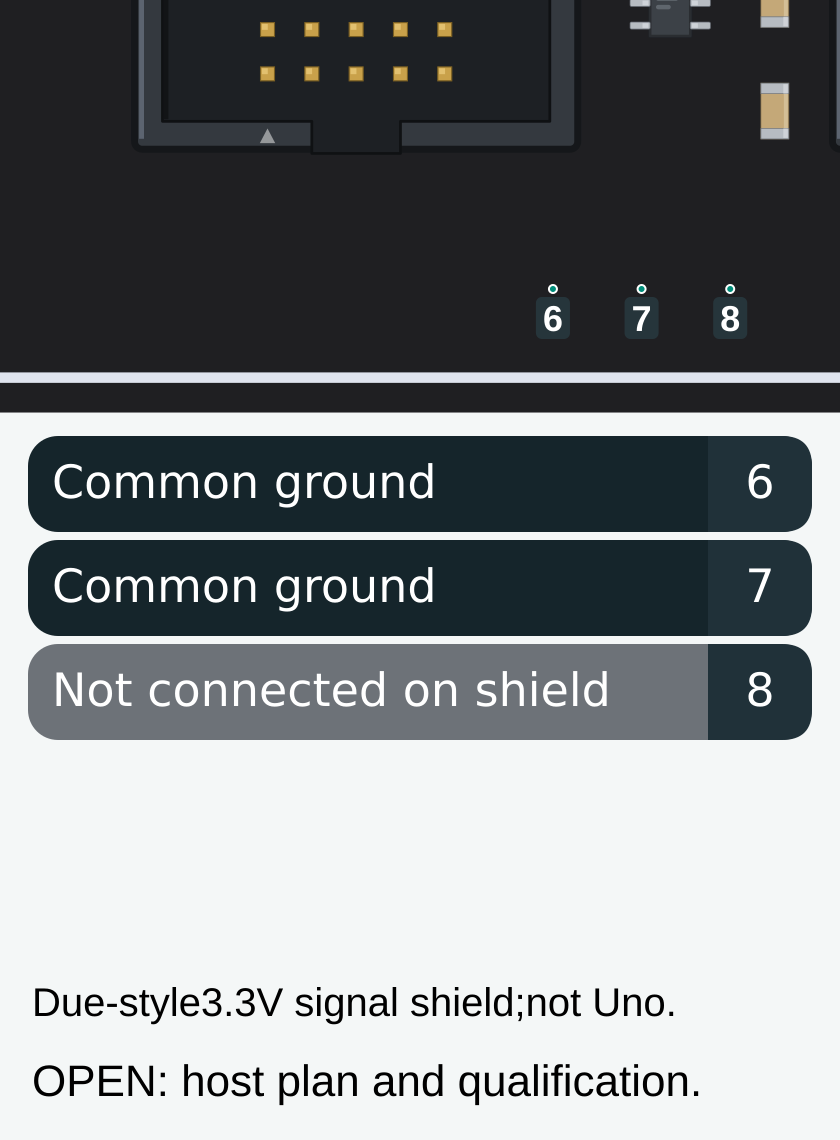 6 7 8
Common ground 6
Common ground 7
Not connected on shield 8
Due-style3.3V signal shield;not Uno.
OPEN: host plan and qualification.